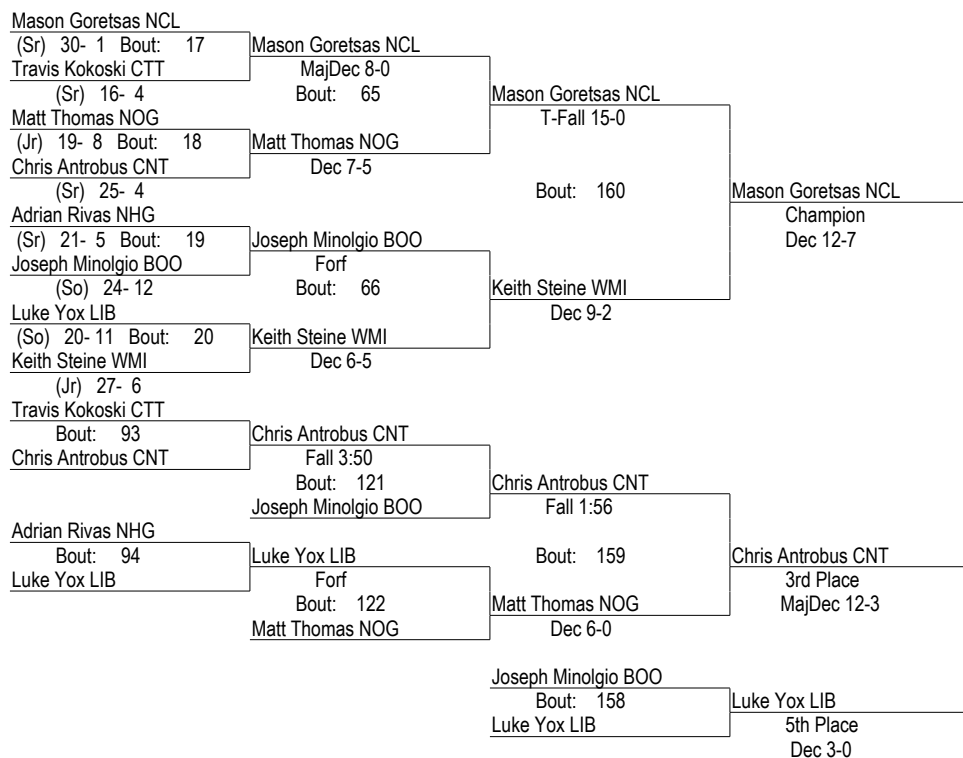 Mason Goretsas NCL
(Sr) 30- 1 Bout: 17
Travis Kokoski CTT
(Sr) 16- 4
Matt Thomas NOG
(Jr) 19- 8 Bout: 18
Chris Antrobus CNT
(Sr) 25- 4
Adrian Rivas NHG
(Sr) 21- 5 Bout: 19
Joseph Minolgio BOO
(So) 24- 12
Luke Yox LIB
(So) 20- 11 Bout: 20
Keith Steine WMI
(Jr) 27- 6
Mason Goretsas NCL
MajDec 8-0
Bout: 65
Matt Thomas NOG
Dec 7-5
Joseph Minolgio BOO
Forf
Bout: 66
Keith Steine WMI
Dec 6-5
Mason Goretsas NCL
T-Fall 15-0
Bout: 160
Keith Steine WMI
Dec 9-2
Mason Goretsas NCL
Champion
Dec 12-7
Travis Kokoski CTT
Bout: 93
Chris Antrobus CNT
Adrian Rivas NHG
Bout: 94
Luke Yox LIB
Chris Antrobus CNT
Fall 3:50
Bout: 121
Joseph Minolgio BOO
Luke Yox LIB
Forf
Bout: 122
Matt Thomas NOG
Chris Antrobus CNT
Fall 1:56
Bout: 159
Matt Thomas NOG
Dec 6-0
Chris Antrobus CNT
3rd Place
MajDec 12-3
Joseph Minolgio BOO
Bout: 158
Luke Yox LIB
Luke Yox LIB
5th Place
Dec 3-0